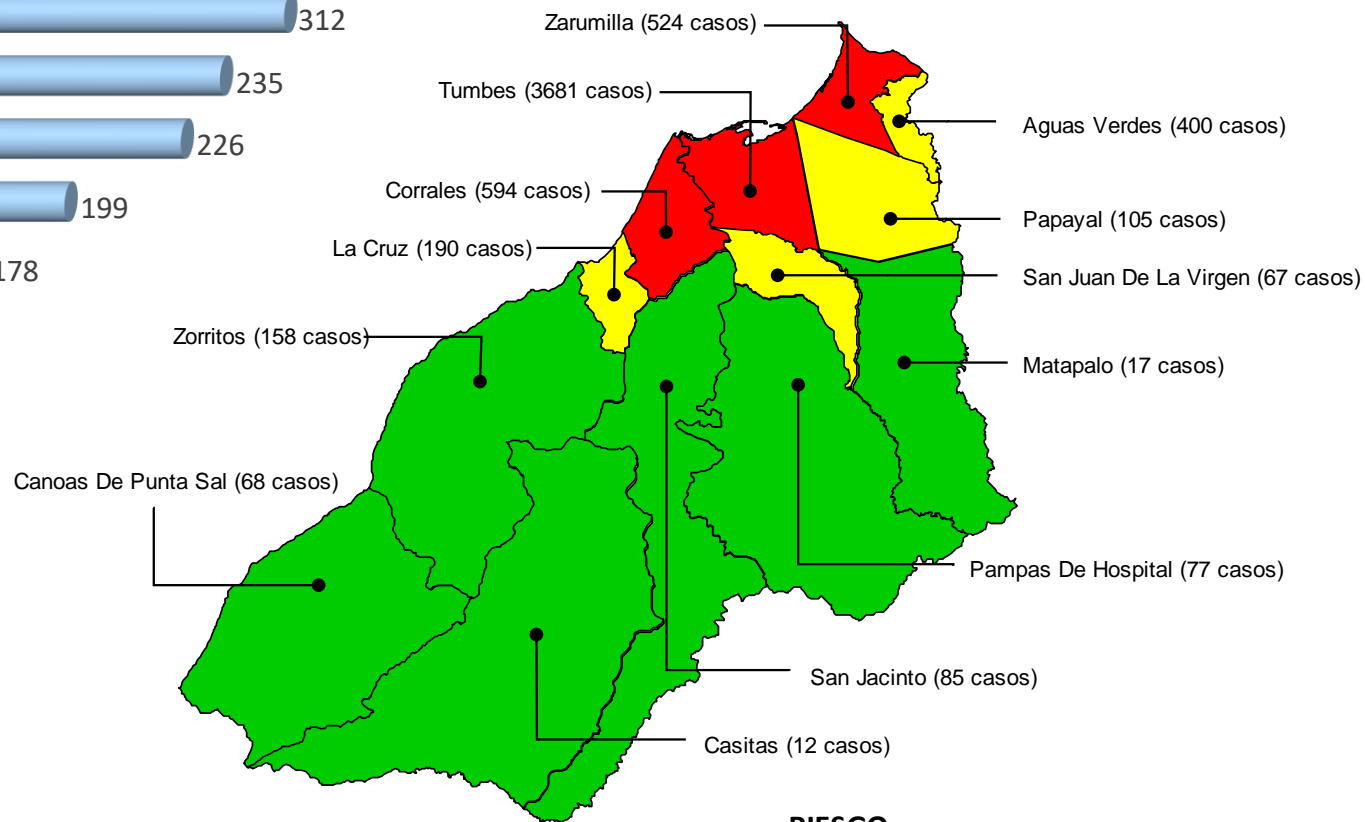 312
235
226
199
178
Zarumilla (524 casos)
Tumbes (3681 casos)
Aguas Verdes (400 casos)
Corrales (594 casos)
Papayal (105 casos)
La Cruz (190 casos)
San Juan De La Virgen (67 casos)
Zorritos (158 casos)
Matapalo (17 casos)
Canoas De Punta Sal (68 casos)
Pampas De Hospital (77 casos)
San Jacinto (85 casos)
Casitas (12 casos)
RIESGO